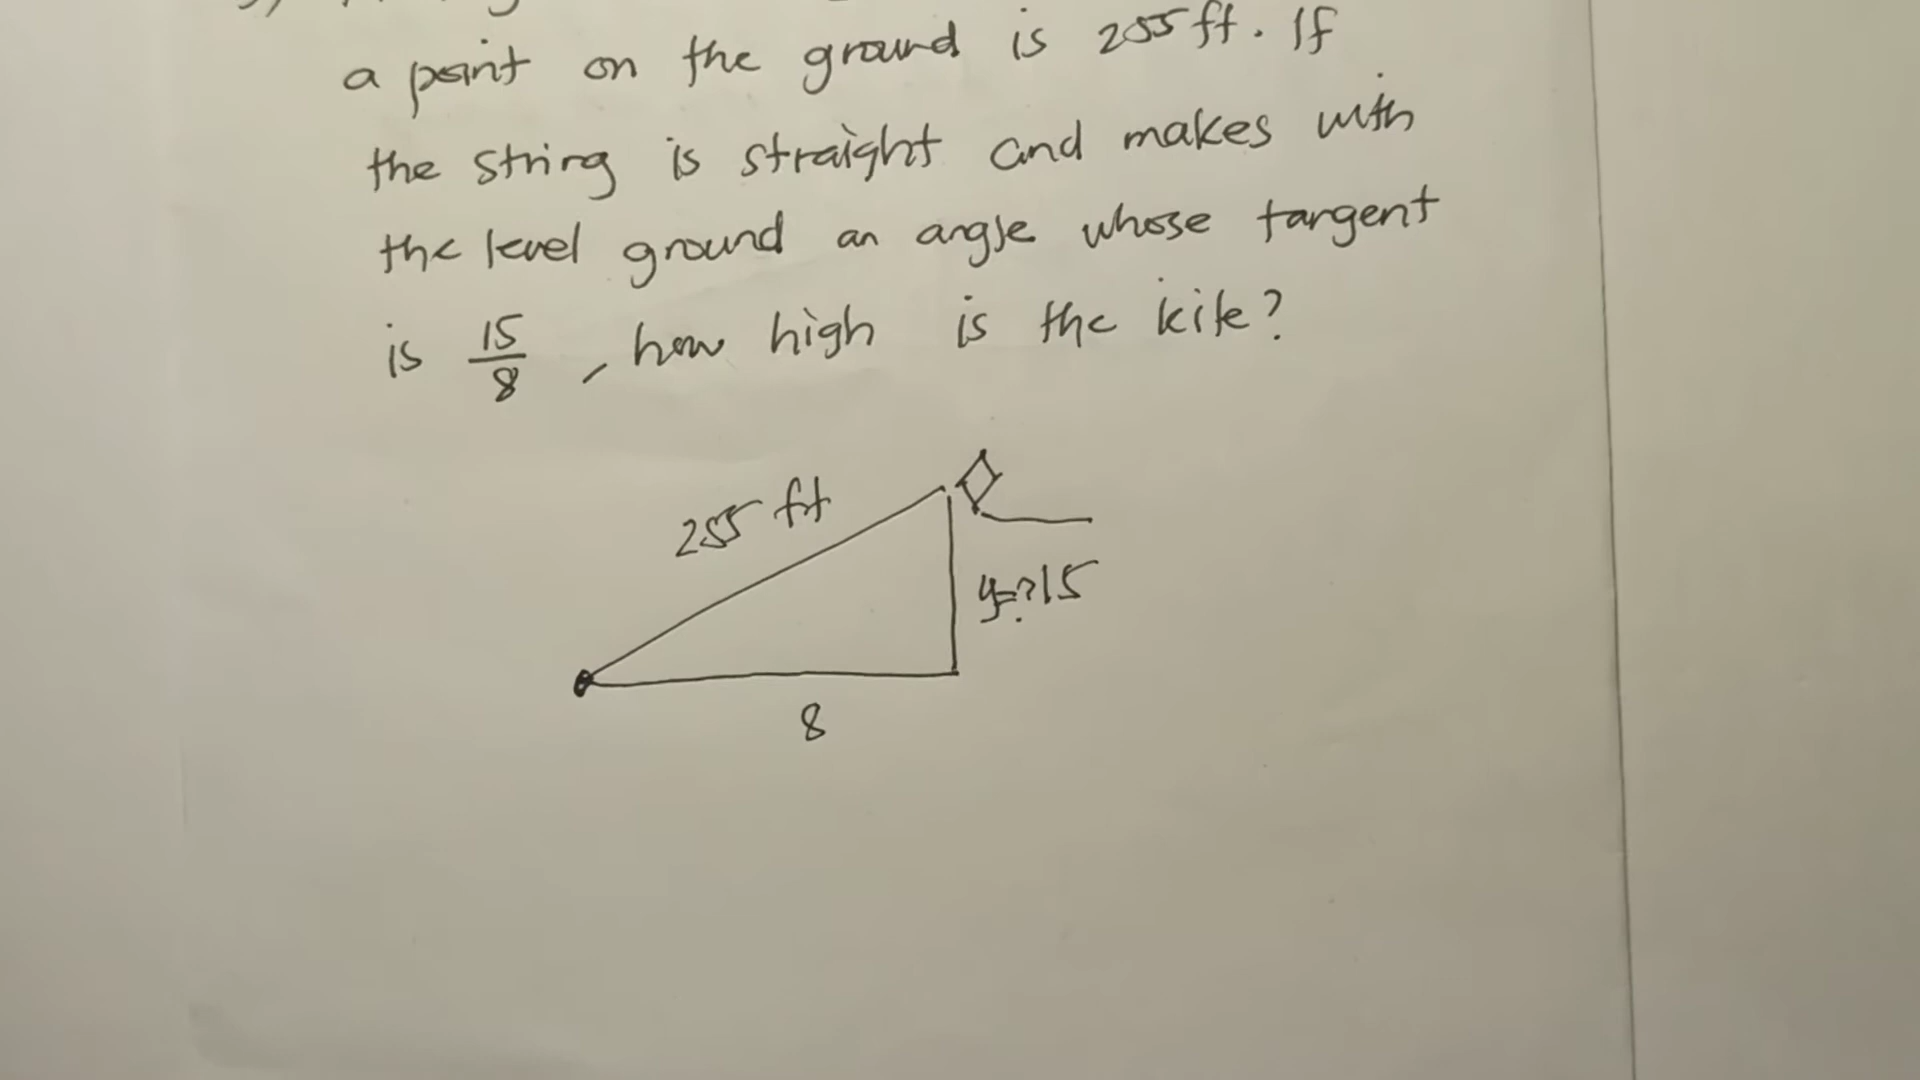 a point on the ground is 255 ft. If
the string is straight and makes with
the level ground an angle whose tangent
is 15/8, how high is the kite?
255 ft
y=? 15
8